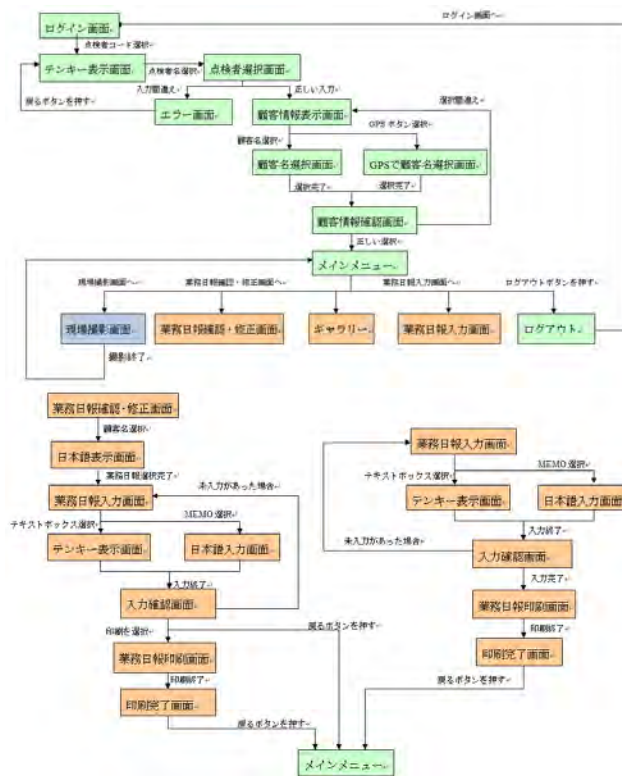 ログイン画面へ
ログイン画面
点検者コード選択
テンキー表示画面
点検者名選択
点検者選択画面
入力間違え
正しい入力
選択間違え
戻るボタンを押す
エラー画面
顧客情報表示画面
GPSボタン選択
顧客名選択
顧客名選択画面
GPSで顧客名選択画面
選択完了
選択完了
顧客情報確認画面
正しい選択
メインメニュー
現場撮影画面へ
業務日報確認・修正画面へ
業務日報入力画面へ
ログアウトボタンを押す
現場撮影画面
業務日報確認・修正画面
ギャラリー
業務日報入力画面
ログアウト
撮影終了
業務日報確認・修正画面
顧客名選択
日本語表示画面
業務日報選択完了
未入力があった場合
業務日報入力画面
MEMO選択
テキストボックス選択
テンキー表示画面
日本語入力画面
入力終了
入力確認画面
印刷を選択
戻るボタンを押す
業務日報印刷画面
印刷終了
印刷完了画面
戻るボタンを押す
業務日報入力画面
MEMO選択
テキストボックス選択
テンキー表示画面
日本語入力画面
入力終了
未入力があった場合
入力確認画面
入力完了
業務日報印刷画面
印刷終了
印刷完了画面
戻るボタンを押す
メインメニュー